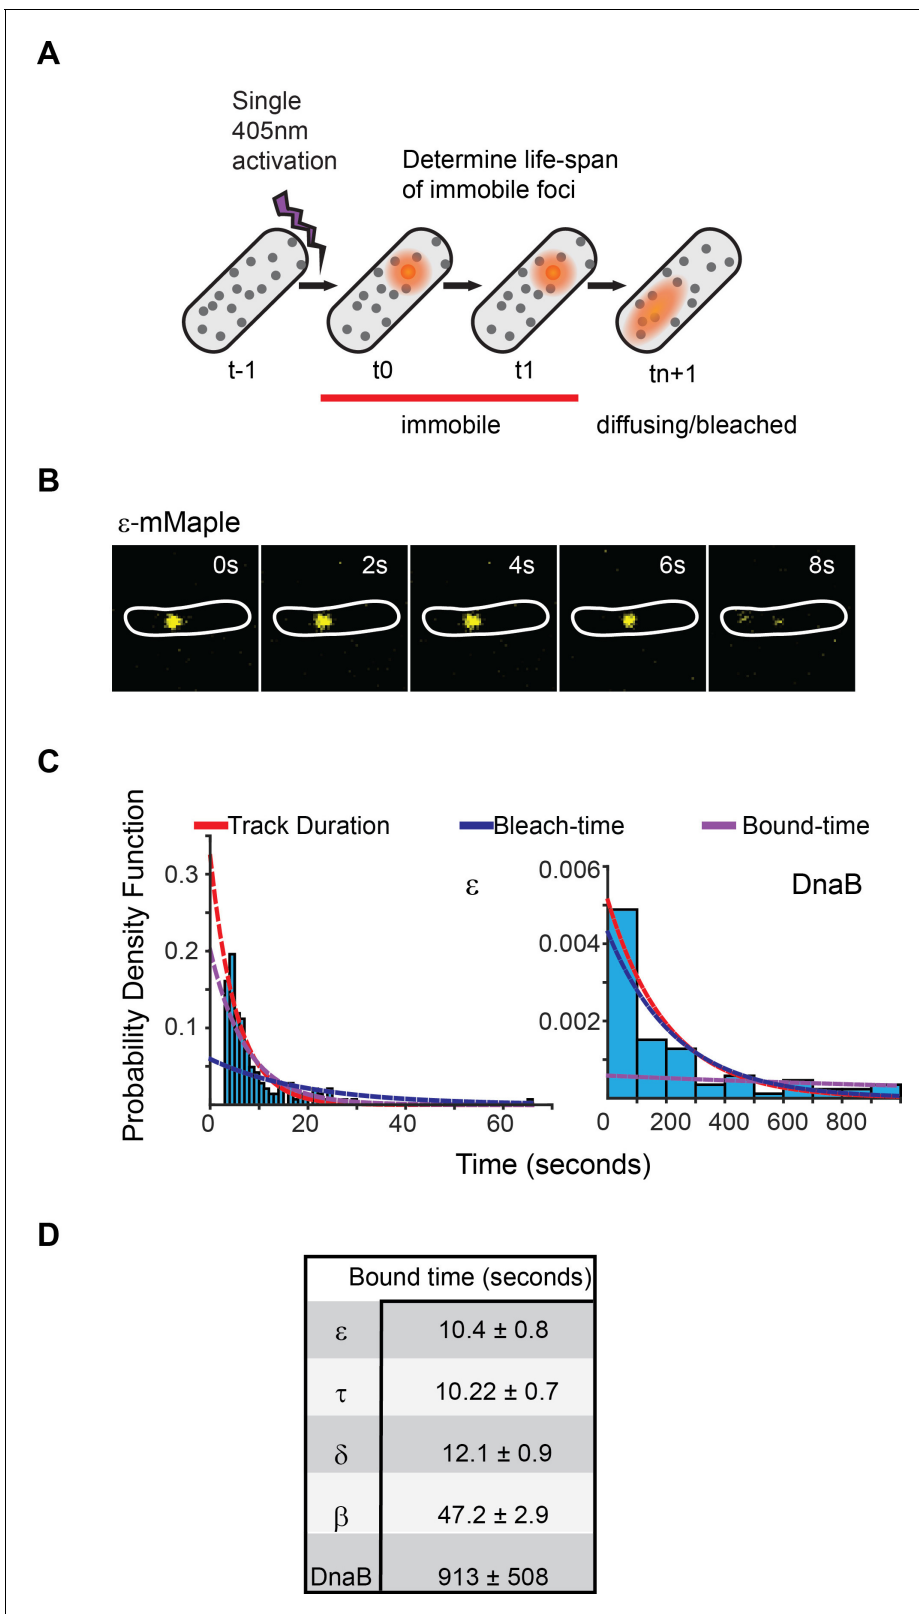 A
Single
405nm
activation
Determine life-span
of immobile foci
t-1
t0
t1
tn+1
immobile
diffusing/bleached
B
ε-mMaple
0s
2s
4s
6s
8s
C
Probability Density Function
Track Duration
Bleach-time
Bound-time
ε
DnaB
0.3
0.2
0.1
0
20
40
60
0.006
0.004
0.002
0
200
400
600
800
Time (seconds)
D
Bound time (seconds)
ε 10.4 ± 0.8
τ 10.22 ± 0.7
δ 12.1 ± 0.9
β 47.2 ± 2.9
DnaB 913 ± 508